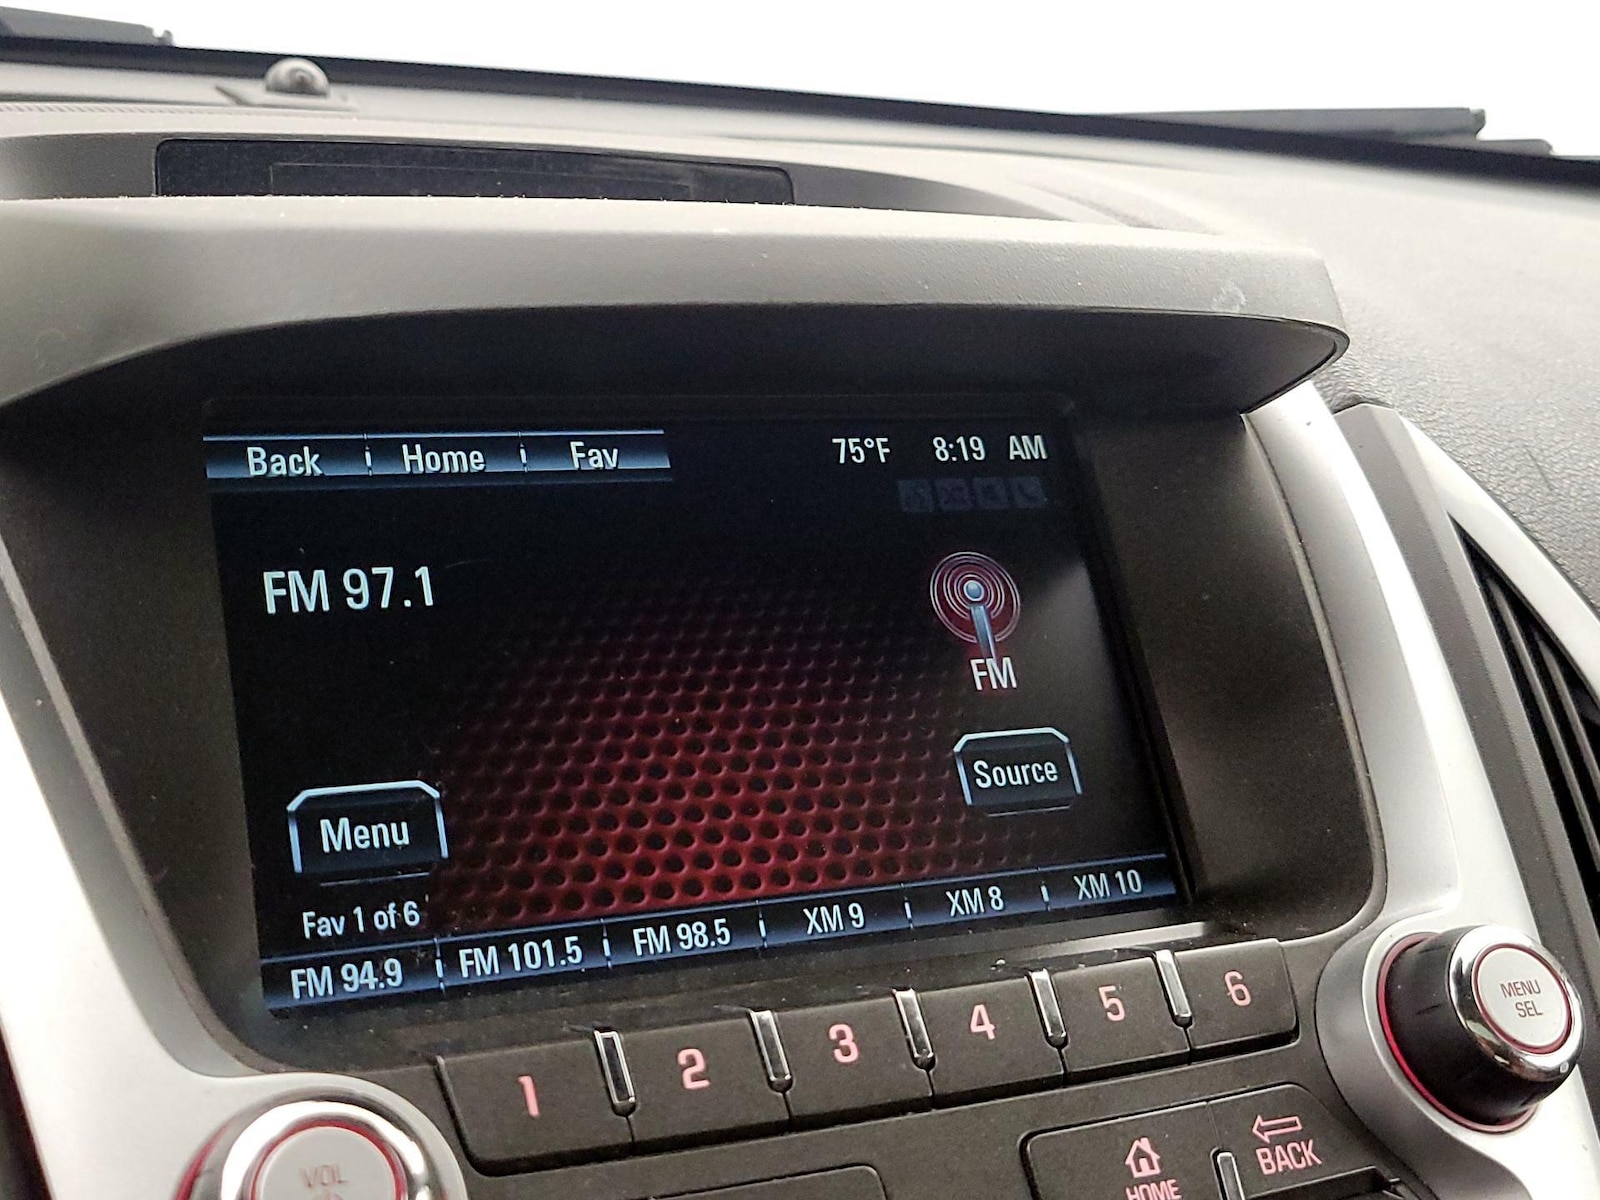 Back Home Fav 75°F 8:19 AM
FM 97.1
FM
Source
Menu
Fav 1 of 6
FM 94.9 FM 101.5 FM 98.5 XM 9 XM 8 XM 10
1 2 3 4 5 6
MENU
SEL
BACK
HOME
VOL